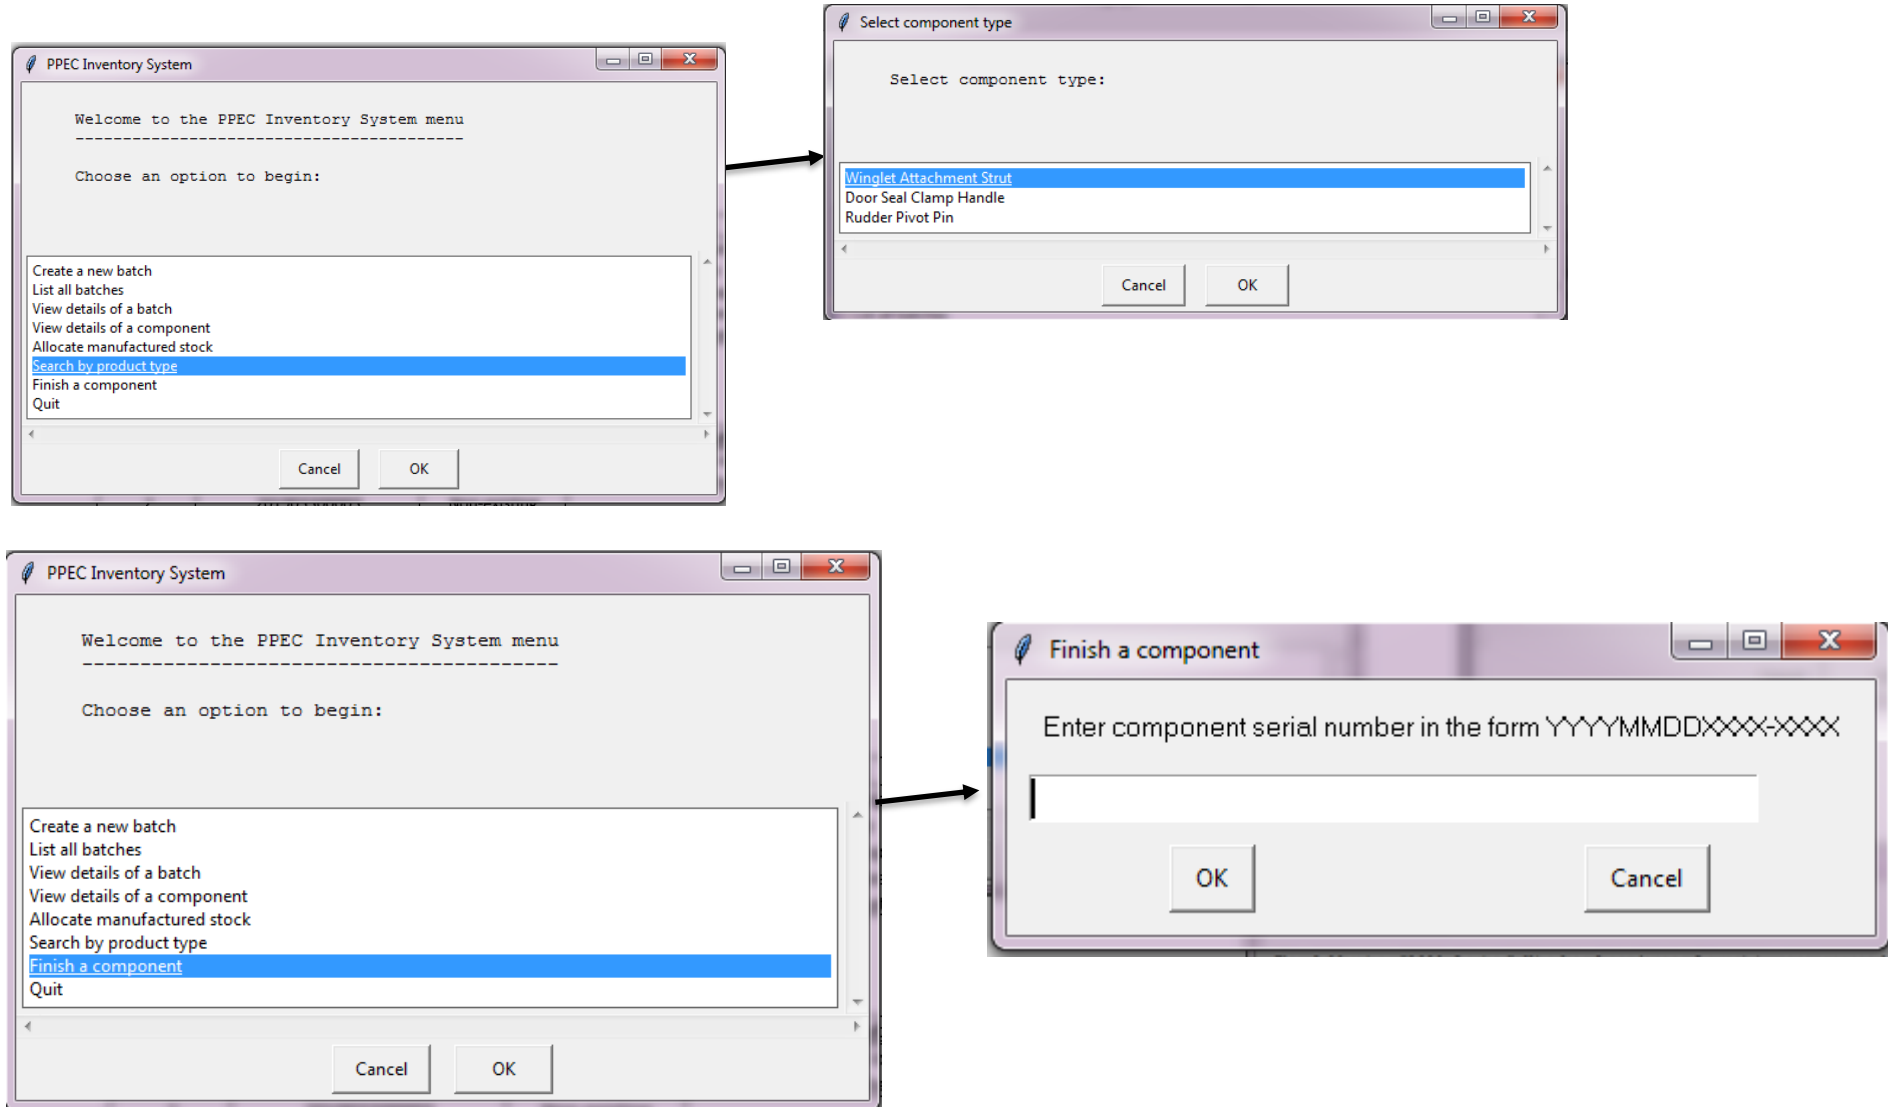 PPEC Inventory System
Welcome to the PPEC Inventory System menu
-----------------------------------------
Choose an option to begin:
Create a new batch
List all batches
View details of a batch
View details of a component
Allocate manufactured stock
Search by product type
Finish a component
Quit
Cancel OK
Select component type
Select component type:
Winglet Attachment Strut
Door Seal Clamp Handle
Rudder Pivot Pin
Cancel OK
PPEC Inventory System
Welcome to the PPEC Inventory System menu
-----------------------------------------
Choose an option to begin:
Create a new batch
List all batches
View details of a batch
View details of a component
Allocate manufactured stock
Search by product type
Finish a component
Quit
Cancel OK
Finish a component
Enter component serial number in the form YYYYMMDDXXXX-XXXX
OK Cancel